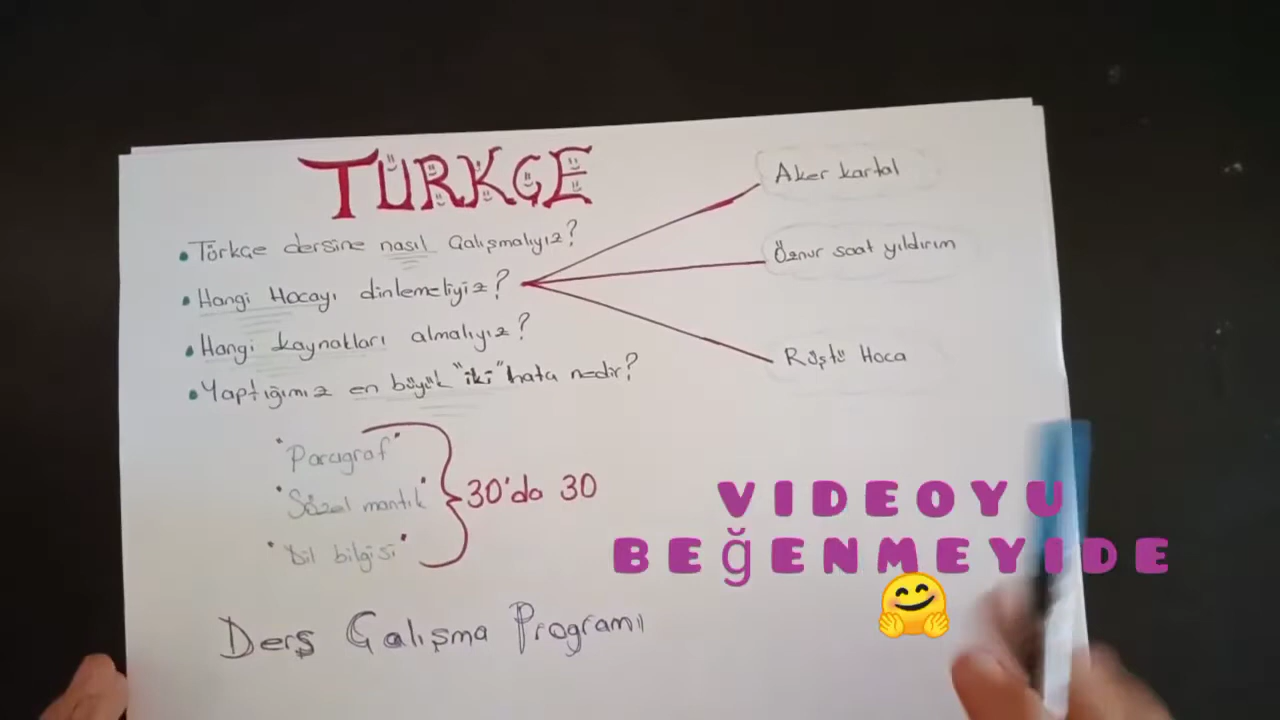 TÜRKÇE
• Türkçe dersine nasıl Çalışmalıyız?
• Hangi Hocayı dinlemeliyiz?
• Hangi kaynakları almalıyız?
• Yaptığımız en büyük "iki" hata nedir?
Aker kartal
Öznur saat yıldırım
Rüştü Hoca
"Paragraf"
"Sözel mantık"
"Dil bilgisi"
30'da 30
Ders Çalışma Programı
VIDEOYU
BEĞENMEYIDE